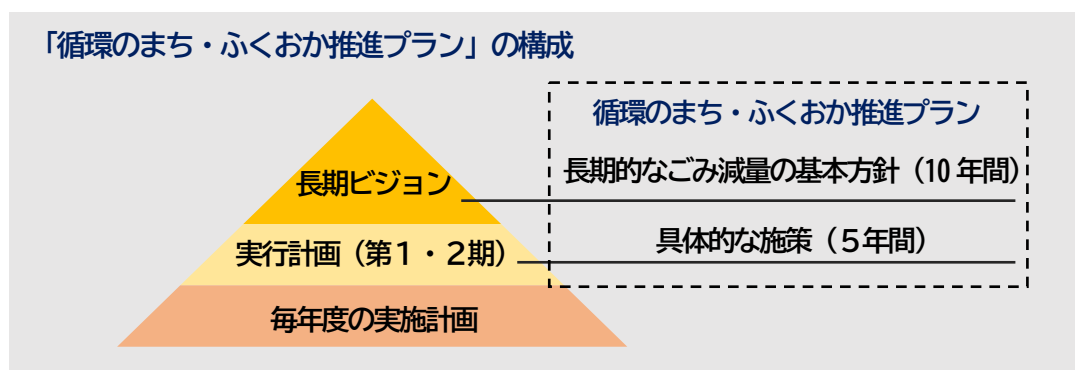 「循環のまち・ふくおか推進プラン」の構成
循環のまち・ふくおか推進プラン
長期ビジョン
長期的なごみ減量の基本方針（10 年間）
実行計画（第１・２期）
具体的な施策（５年間）
毎年度の実施計画